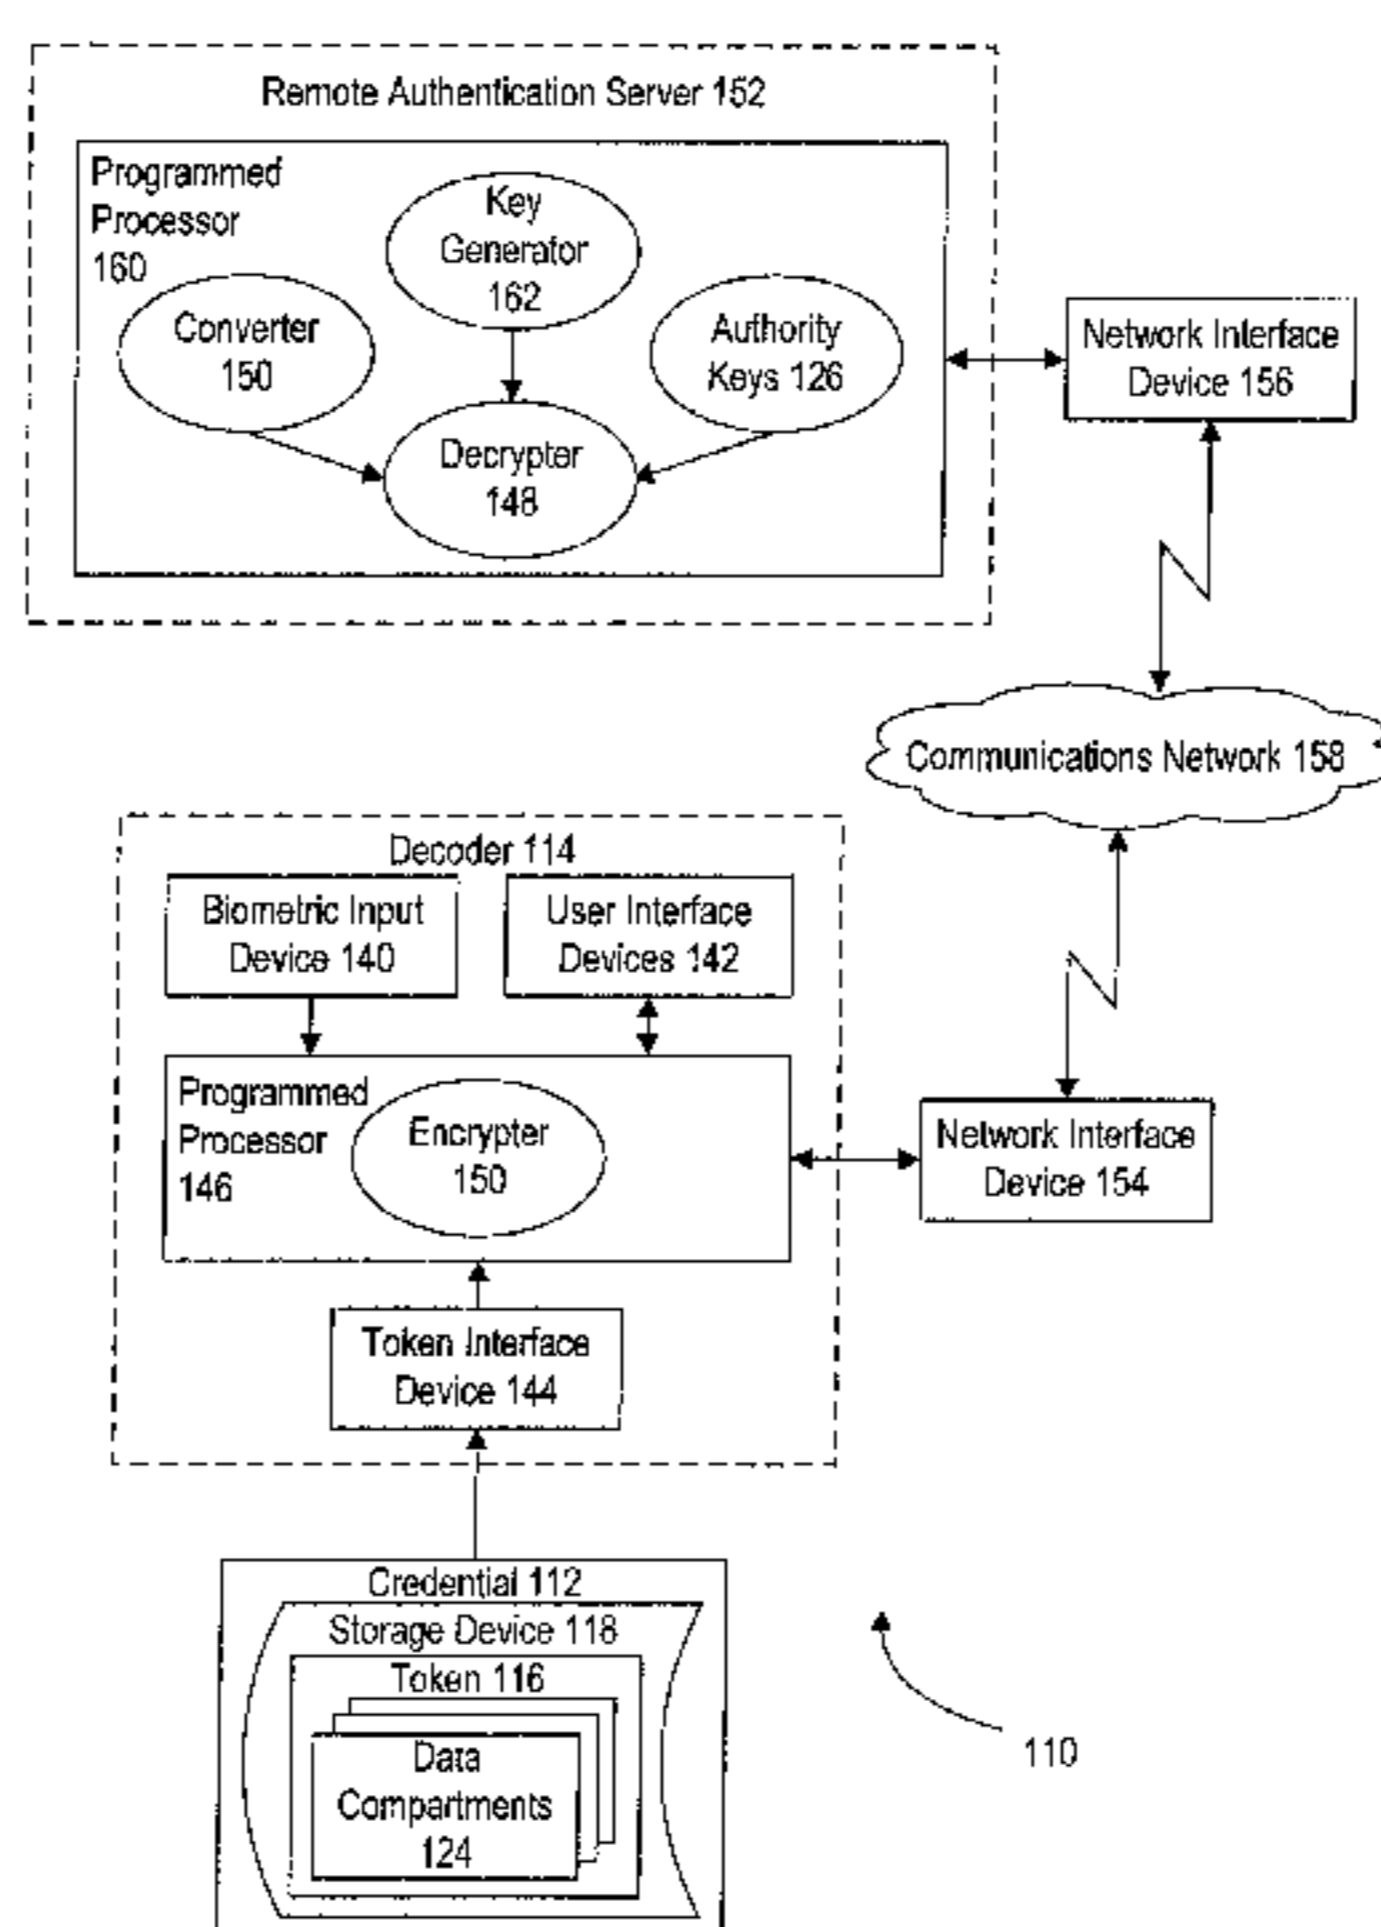 Remote Authentication Server 152
Programmed
Processor
160
Key
Generator
162
Converter
150
Authority
Keys 126
Decrypter
148
Network Interface
Device 156
Communications Network 158
Decoder 114
Biometric Input
Device 140
User Interface
Devices 142
Programmed
Processor
146
Encrypter
150
Network Interface
Device 154
Token Interface
Device 144
Credential 112
Storage Device 118
Token 116
Data
Compartments
124
110